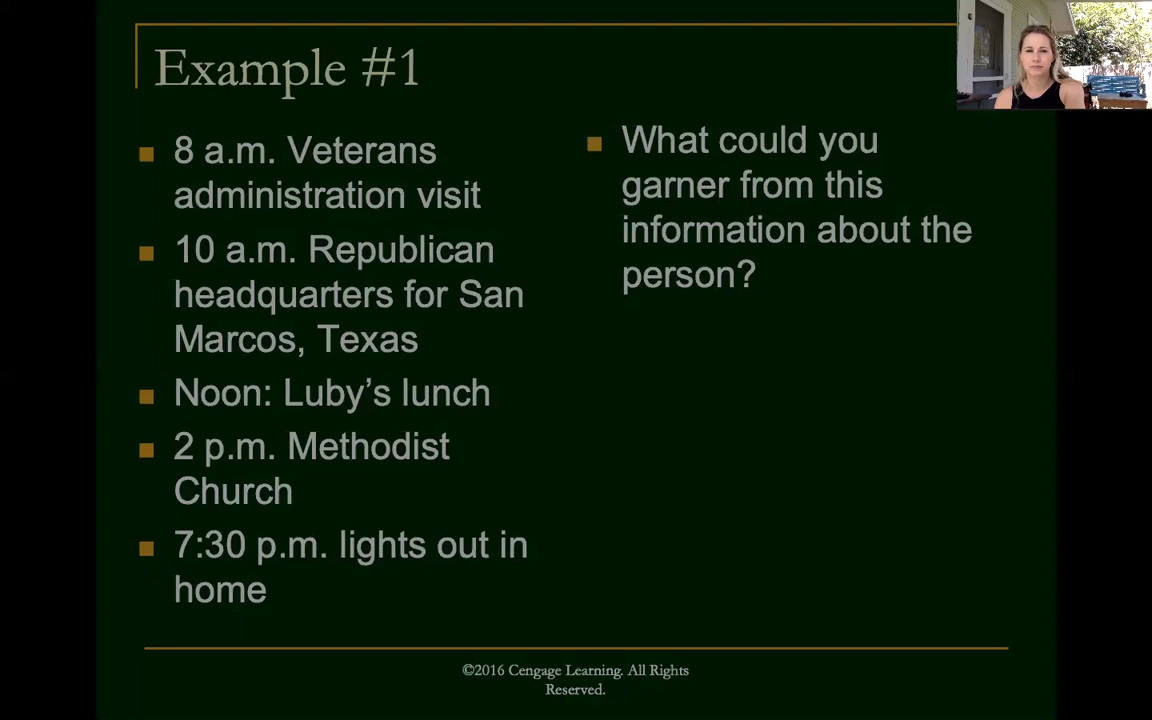 Example #1
8 a.m. Veterans
administration visit
10 a.m. Republican
headquarters for San
Marcos, Texas
Noon: Luby’s lunch
2 p.m. Methodist
Church
7:30 p.m. lights out in
home
What could you
garner from this
information about the
person?
©2016 Cengage Learning. All Rights
Reserved.